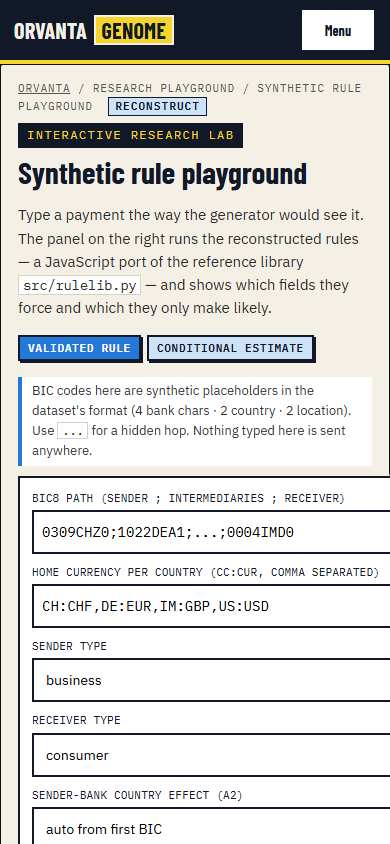 ORVANTA GENOME Menu
ORVANTA / RESEARCH PLAYGROUND / SYNTHETIC RULE
PLAYGROUND RECONSTRUCT
INTERACTIVE RESEARCH LAB
Synthetic rule playground
Type a payment the way the generator would see it.
The panel on the right runs the reconstructed rules
— a JavaScript port of the reference library
src/rulelib.py — and shows which fields they
force and which they only make likely.
VALIDATED RULE CONDITIONAL ESTIMATE
BIC codes here are synthetic placeholders in the
dataset's format (4 bank chars · 2 country · 2 location).
Use ... for a hidden hop. Nothing typed here is sent
anywhere.
BIC8 PATH (SENDER ; INTERMEDIARIES ; RECEIVER)
0309CHZ0;1022DEA1;...;0004IMD0
HOME CURRENCY PER COUNTRY (CC:CUR, COMMA SEPARATED)
CH:CHF,DE:EUR,IM:GBP,US:USD
SENDER TYPE
business
RECEIVER TYPE
consumer
SENDER-BANK COUNTRY EFFECT (A2)
auto from first BIC